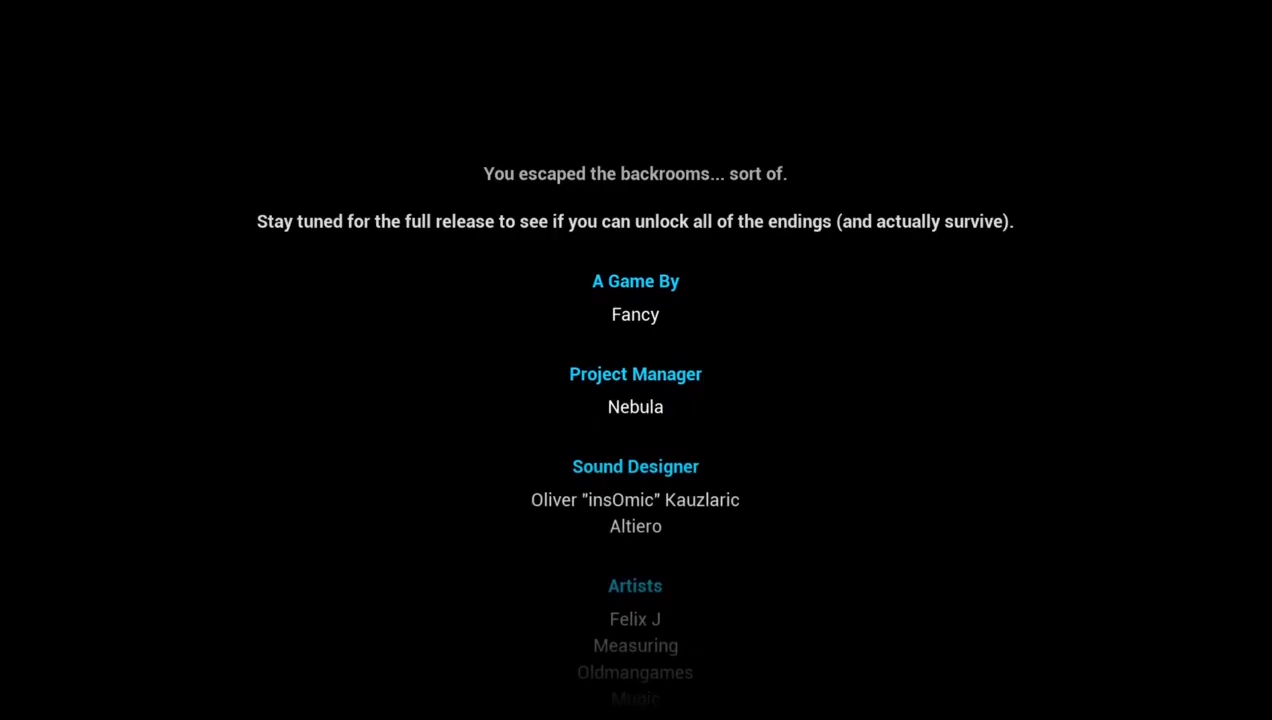 You escaped the backrooms... sort of.
Stay tuned for the full release to see if you can unlock all of the endings (and actually survive).
A Game By
Fancy
Project Manager
Nebula
Sound Designer
Oliver "insOmic" Kauzlaric
Altiero
Artists
Felix J
Measuring
Oldmangames